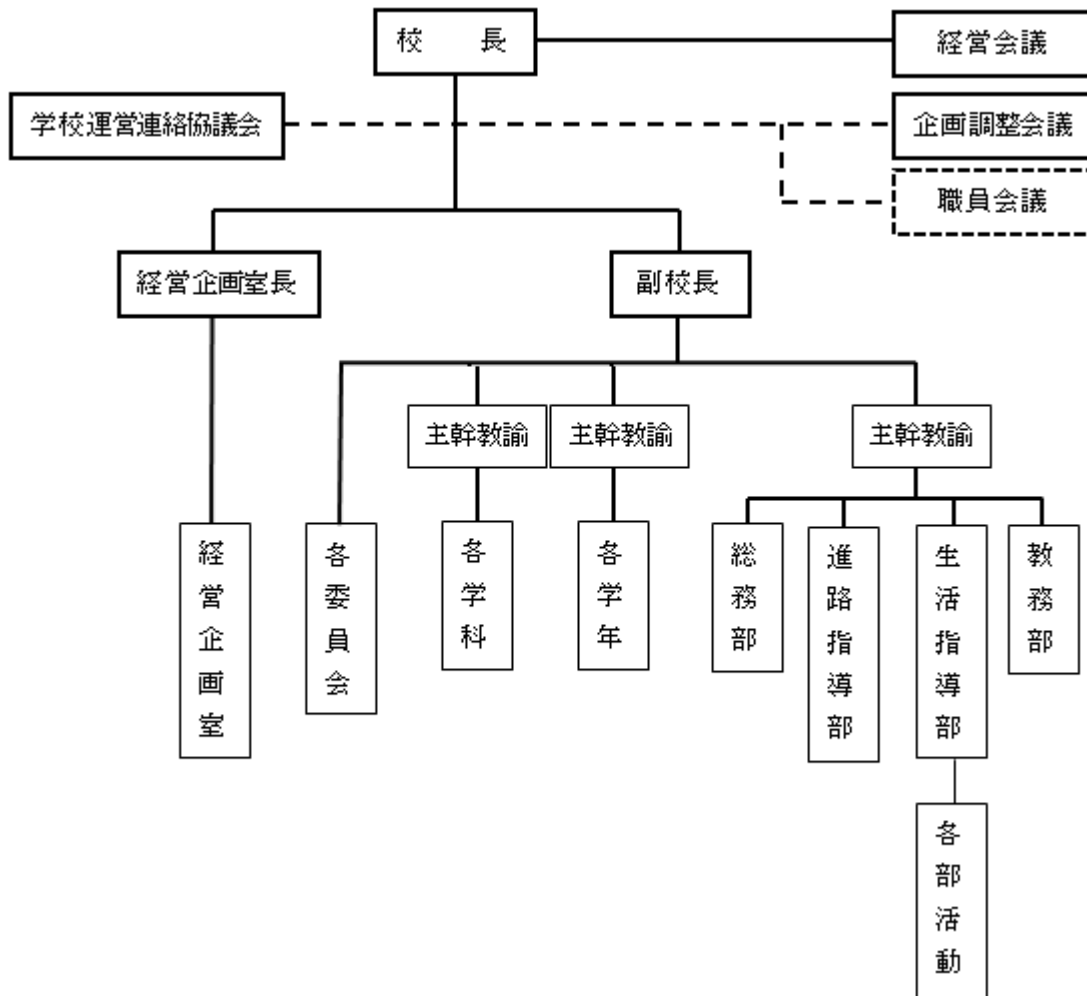 校　長
経営会議
学校運営連絡協議会
企画調整会議
職員会議
経営企画室長
副校長
主幹教諭
主幹教諭
主幹教諭
経営企画室
各委員会
各学科
各学年
総務部
進路指導部
生活指導部
教務部
各部活動